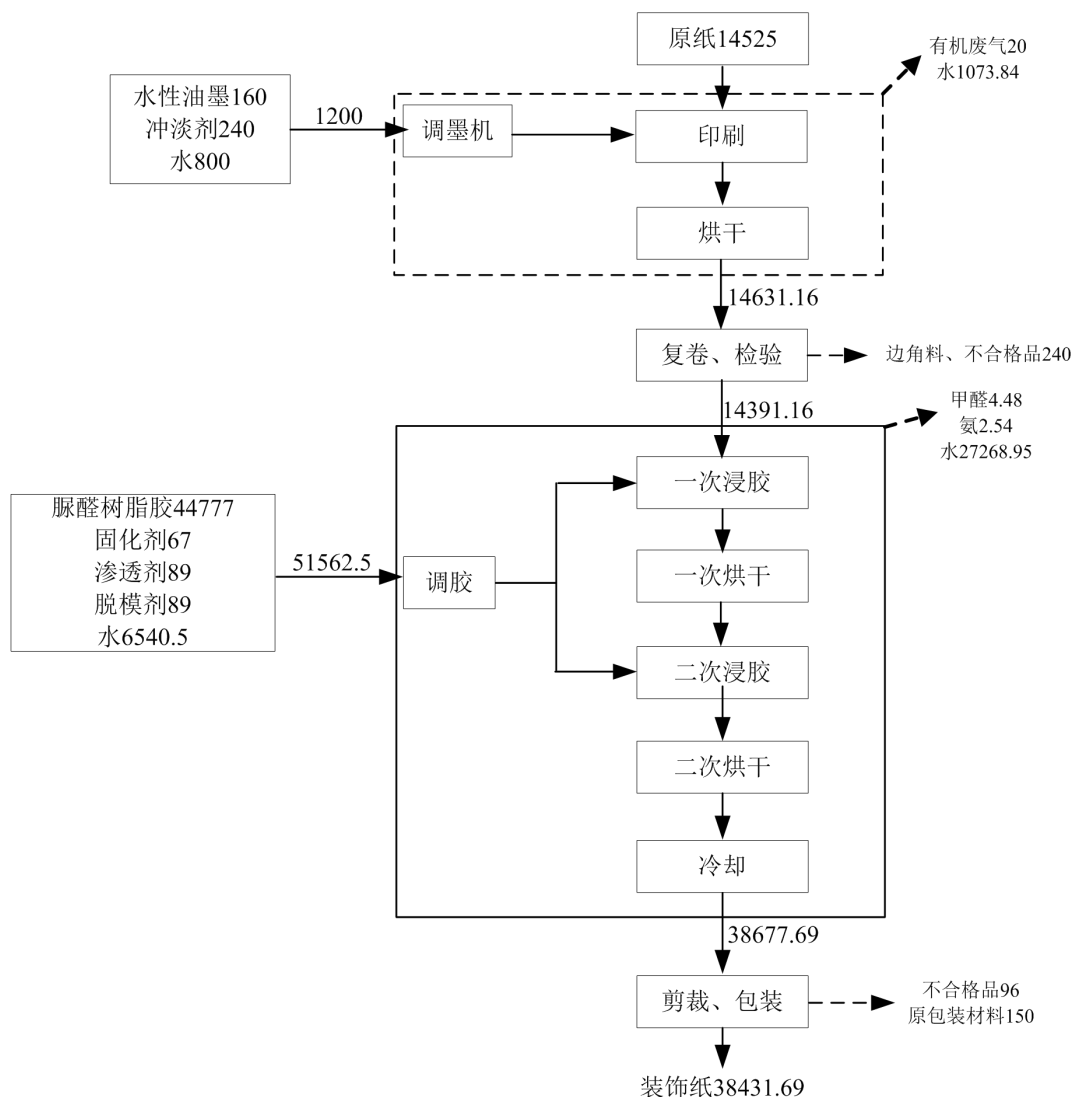 原纸14525
有机废气20
水1073.84
水性油墨160
冲淡剂240
水800
1200
调墨机
印刷
烘干
14631.16
复卷、检验
边角料、不合格品240
14391.16
甲醛4.48
氨2.54
水27268.95
脲醛树脂胶44777
固化剂67
渗透剂89
脱模剂89
水6540.5
51562.5
调胶
一次浸胶
一次烘干
二次浸胶
二次烘干
冷却
38677.69
剪裁、包装
不合格品96
原包装材料150
装饰纸38431.69